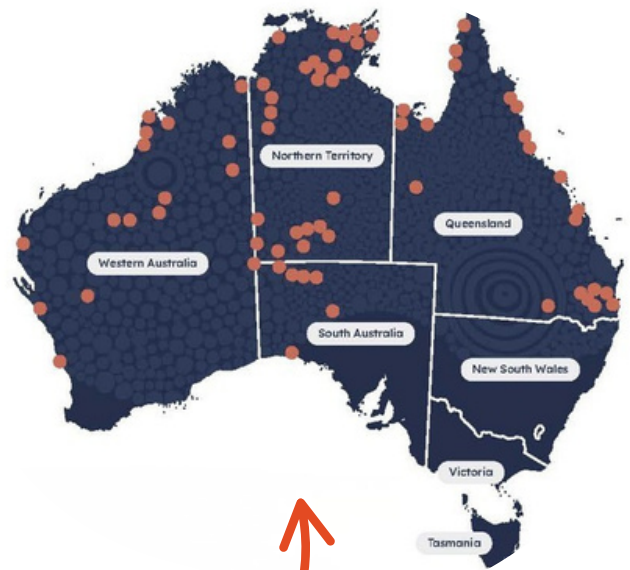 Northern Territory
Queensland
Western Australia
South Australia
New South Wales
Victoria
Tasmania